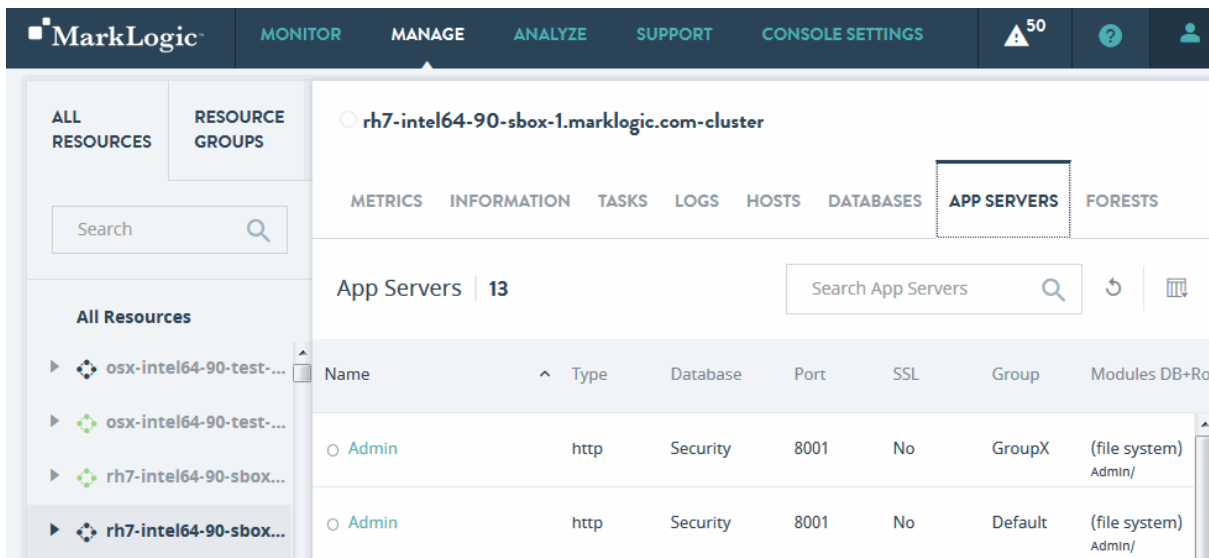 MarkLogic™
MONITOR MANAGE ANALYZE SUPPORT CONSOLE SETTINGS 50 ?
ALL
RESOURCES
RESOURCE
GROUPS
Search
All Resources
osx-intel64-90-test-...
osx-intel64-90-test-...
rh7-intel64-90-sbox...
rh7-intel64-90-sbox...
rh7-intel64-90-sbox-1.marklogic.com-cluster
METRICS INFORMATION TASKS LOGS HOSTS DATABASES APP SERVERS FORESTS
App Servers 13
Search App Servers
Name Type Database Port SSL Group Modules DB+Ro
Admin http Security 8001 No GroupX (file system)
Admin/
Admin http Security 8001 No Default (file system)
Admin/